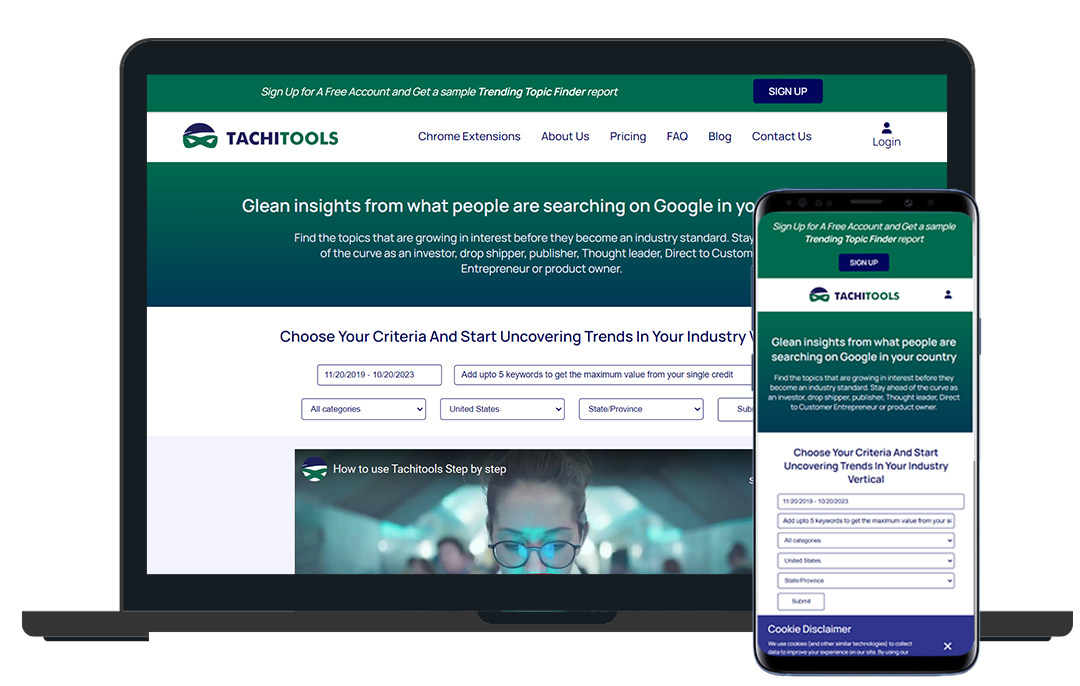 Sign Up for A Free Account and Get a sample Trending Topic Finder report
SIGN UP
TACHITOOLS
Chrome Extensions
About Us
Pricing
FAQ
Blog
Contact Us
Login
Glean insights from what people are searching on Google in yo
Find the topics that are growing in interest before they become an industry standard. Stay
of the curve as an investor, drop shipper, publisher, Thought leader, Direct to Custom
Entrepreneur or product owner.
Choose Your Criteria And Start Uncovering Trends In Your Industry
11/20/2019 - 10/20/2023
Add upto 5 keywords to get the maximum value from your single credit
All categories
United States
State/Province
Sub
How to use Tachitools Step by step
S
Sign Up for A Free Account and Get a sample
Trending Topic Finder report
SIGN UP
TACHITOOLS
Glean insights from what people are
searching on Google in your country
Find the topics that are growing in interest before they
become an industry standard. Stay ahead of the curve as
an investor, drop shipper, publisher, Thought leader, Direct
to Customer Entrepreneur or product owner.
Choose Your Criteria And Start
Uncovering Trends In Your Industry
Vertical
11/20/2019 - 10/20/2023
Add upto 5 keywords to get the maximum value from your si
All categories
United States
State/Province
Submit
Cookie Disclaimer
We use cookies (and other similar technologies) to collect
data to improve your experience on our site. By using our